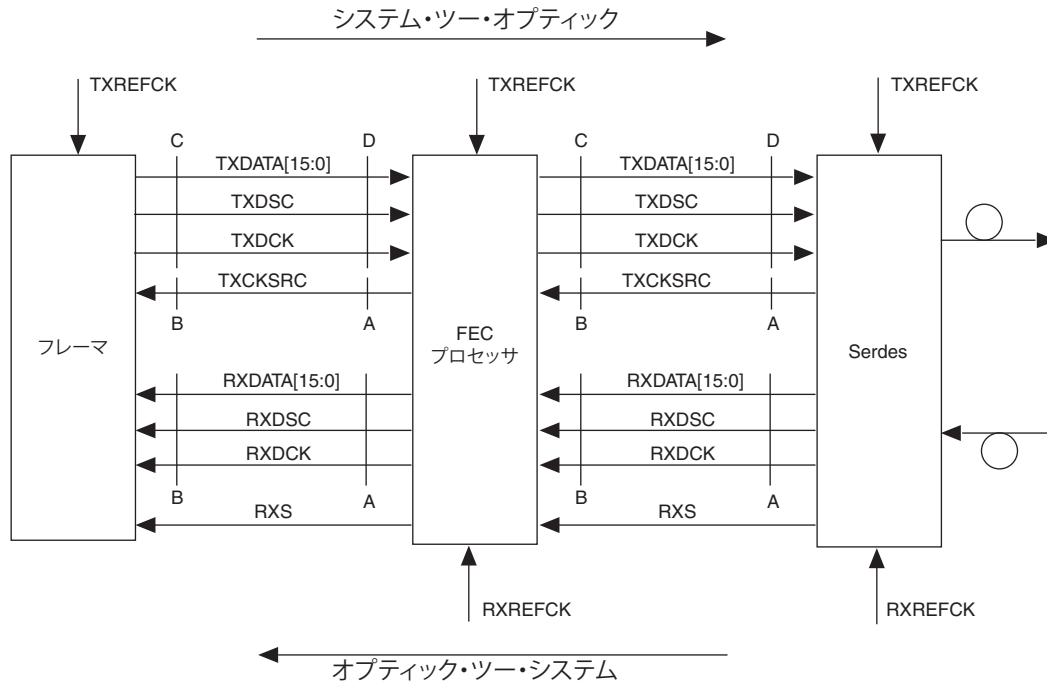 システム・ツー・オプティック
TXREFCK
TXREFCK
TXREFCK
C
D
C
D
TXDATA[15:0]
TXDATA[15:0]
TXDSC
TXDSC
TXDCK
TXDCK
TXCKSRC
TXCKSRC
B
A
B
A
フレーマ
FEC
プロセッサ
Serdes
RXDATA[15:0]
RXDATA[15:0]
RXDSC
RXDSC
RXDCK
RXDCK
B
A
B
A
RXS
RXS
RXREFCK
RXREFCK
オプティック・ツー・システム